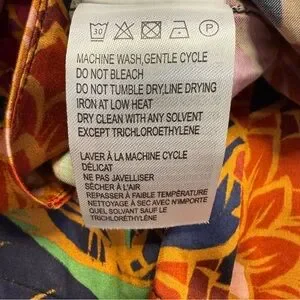 30 P
MACHINE WASH,GENTLE CYCLE
DO NOT BLEACH
DO NOT TUMBLE DRY,LINE DRYING
IRON AT LOW HEAT
DRY CLEAN WITH ANY SOLVENT
EXCEPT TRICHLOROETHYLENE
LAVER À LA MACHINE CYCLE
DÉLICAT
NE PAS JAVELLISER
SÉCHER À L'AIR
REPASSER À FAIBLE TEMPÉRATURE
NETTOYAGE À SEC AVEC N'IMPORTE
QUEL SOLVANT SAUF LE
TRICHLORÉTHYLÈNE